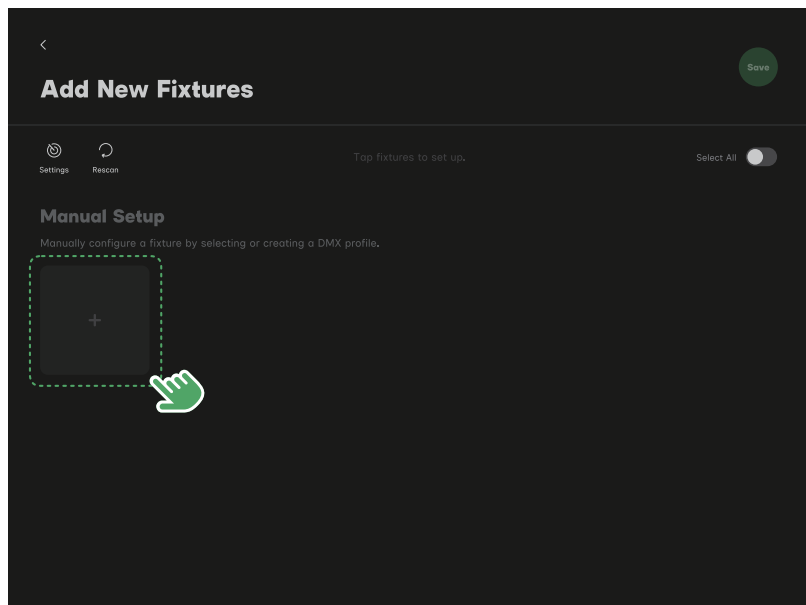 Save
Add New Fixtures
Settings
Rescan
Tap fixtures to set up.
Select All
Manual Setup
Manually configure a fixture by selecting or creating a DMX profile.
+